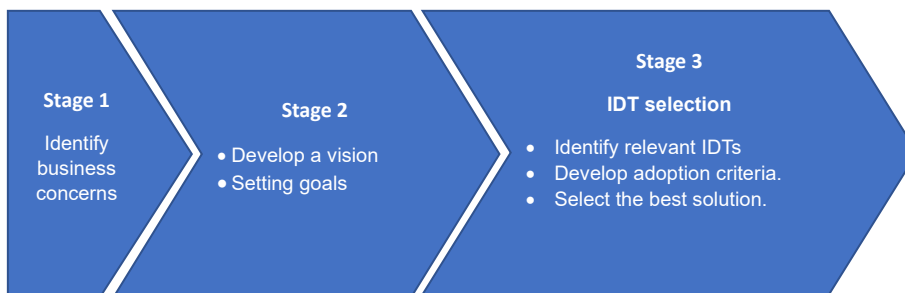 Stage 1
Identify
business
concerns
Stage 2
• Develop a vision
• Setting goals
Stage 3
IDT selection
• Identify relevant IDTs
• Develop adoption criteria.
• Select the best solution.